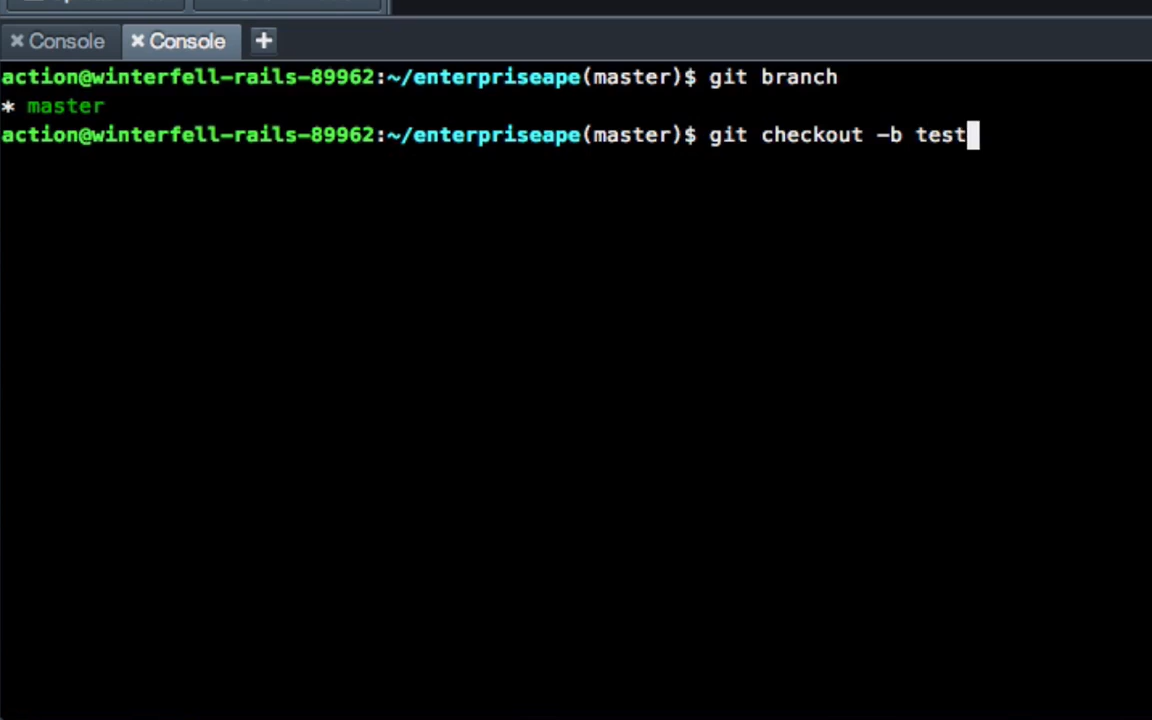 Console Console +
action@winterfell-rails-89962:~/enterpriseape(master)$ git branch
* master
action@winterfell-rails-89962:~/enterpriseape(master)$ git checkout -b test